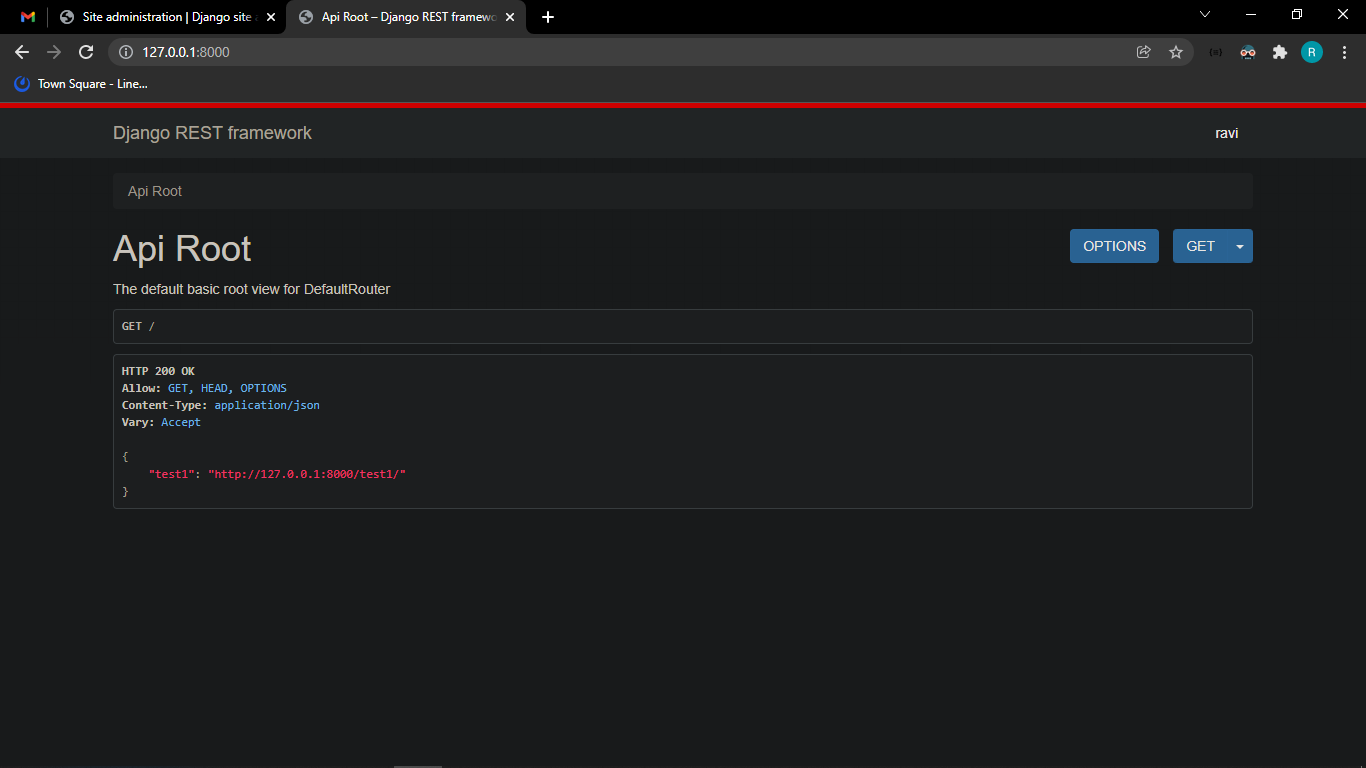 Site administration | Django site a
Api Root – Django REST framewo
127.0.0.1:8000
R
Town Square - Line...
Django REST framework
ravi
Api Root
Api Root
OPTIONS
GET
The default basic root view for DefaultRouter
GET /
HTTP 200 OK
Allow: GET, HEAD, OPTIONS
Content-Type: application/json
Vary: Accept
{
"test1": "http://127.0.0.1:8000/test1/"
}